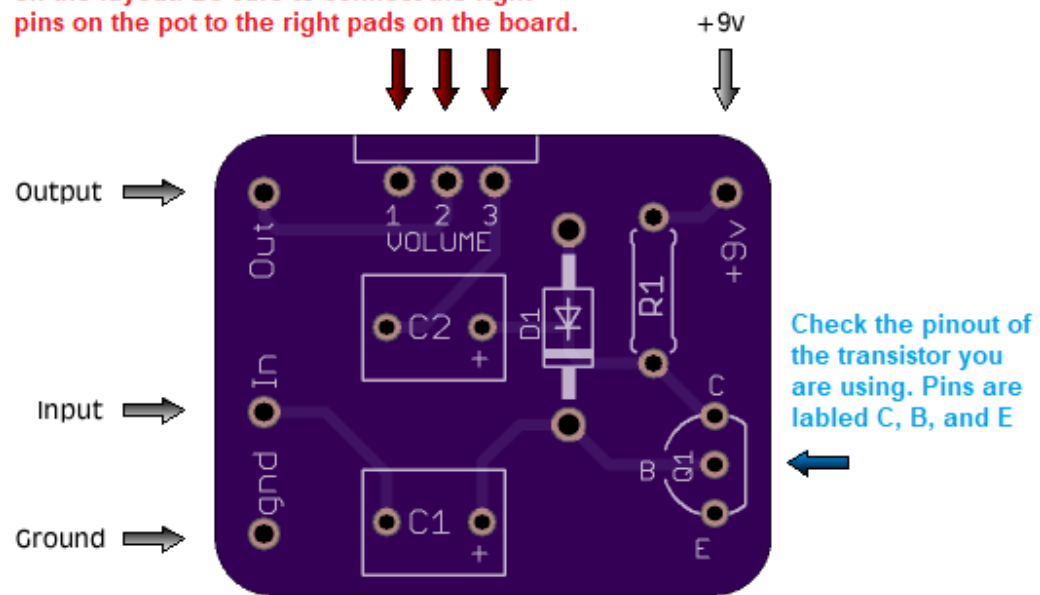 pins on the pot to the right pads on the board.
+9v
Output
1 2 3
VOLUME
Out
+9v
C2
+
D1
R1
Check the pinout of
the transistor you
are using. Pins are
labled C, B, and E
In
Input
C
B
Q1
E
gnd
C1
+
Ground